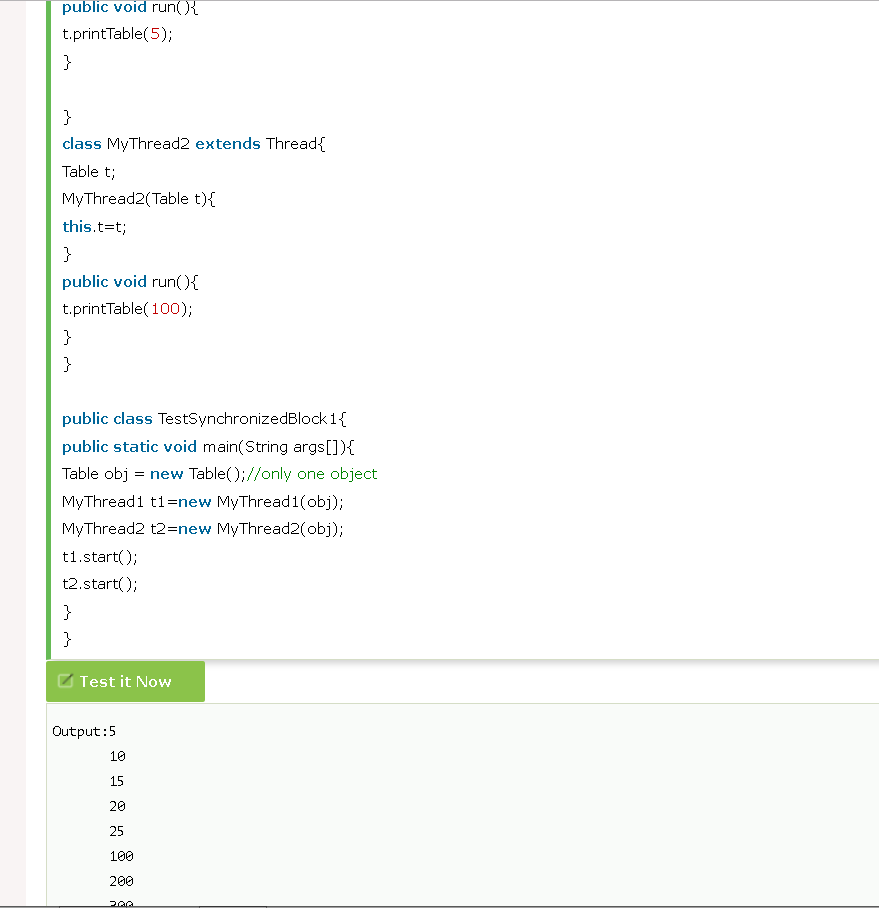 public void run(){
t.printTable(5);
}
}
class MyThread2 extends Thread{
Table t;
MyThread2(Table t){
this.t=t;
}
public void run(){
t.printTable(100);
}
}
public class TestSynchronizedBlock1{
public static void main(String args[]){
Table obj = new Table();//only one object
MyThread1 t1=new MyThread1(obj);
MyThread2 t2=new MyThread2(obj);
t1.start();
t2.start();
}
}
Test it Now
Output:5
10
15
20
25
100
200
300